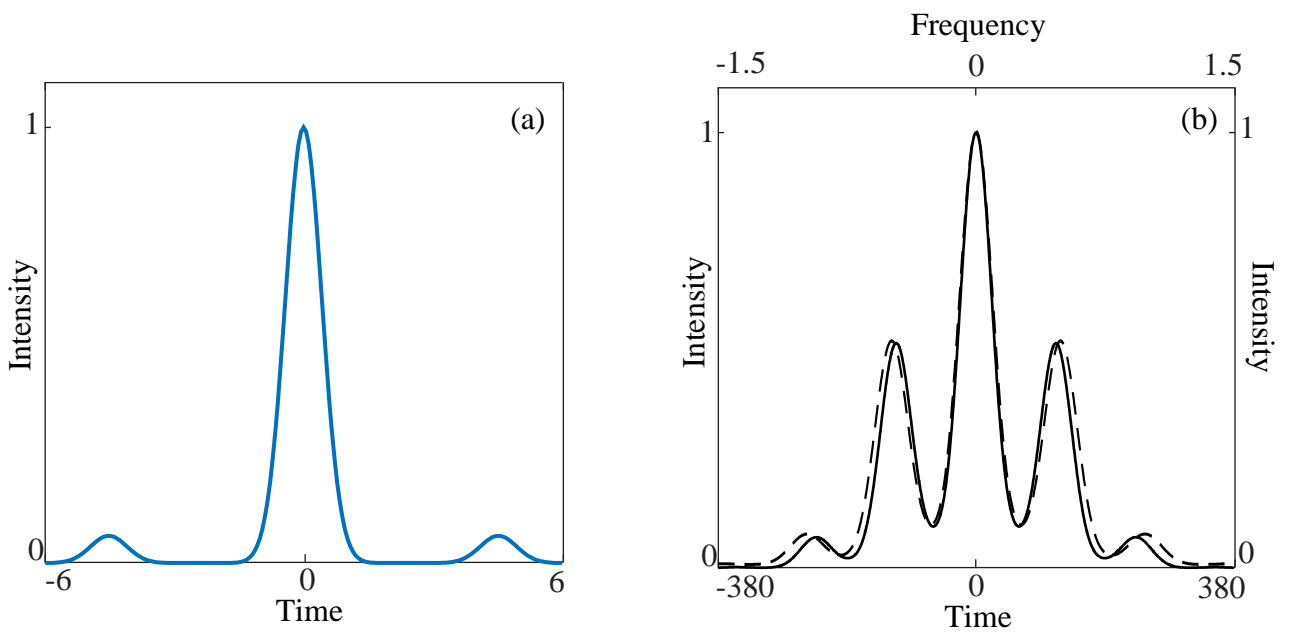 (a)
1
0
-6 0 6
Intensity
Time
Frequency
-1.5 0 1.5
(b)
1 1
0 0
-380 0 380
Intensity
Intensity
Time